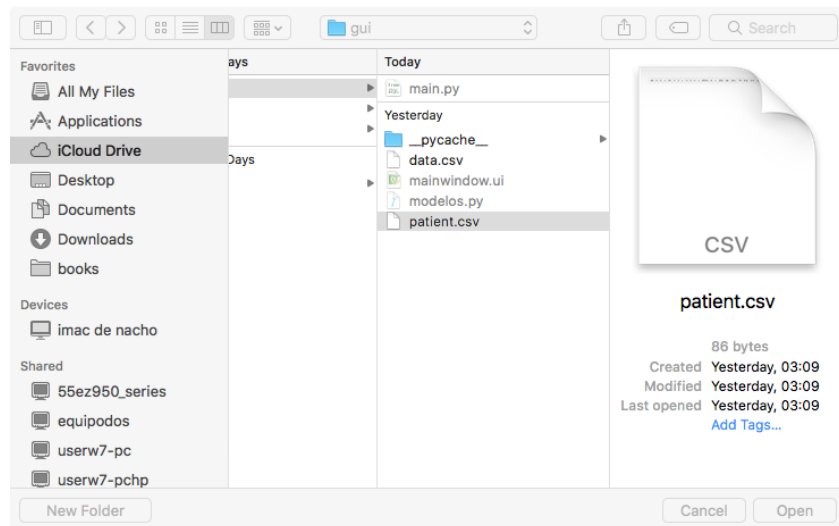 gui
Search
Favorites
All My Files
Applications
iCloud Drive
Desktop
Documents
Downloads
books
Devices
imac de nacho
Shared
55ez950_series
equipodos
userw7-pc
userw7-pchp
ays
Days
Today
main.py
Yesterday
__pycache__
data.csv
mainwindow.ui
modelos.py
patient.csv
CSV
patient.csv
86 bytes
Created Yesterday, 03:09
Modified Yesterday, 03:09
Last opened Yesterday, 03:09
Add Tags...
New Folder
Cancel
Open